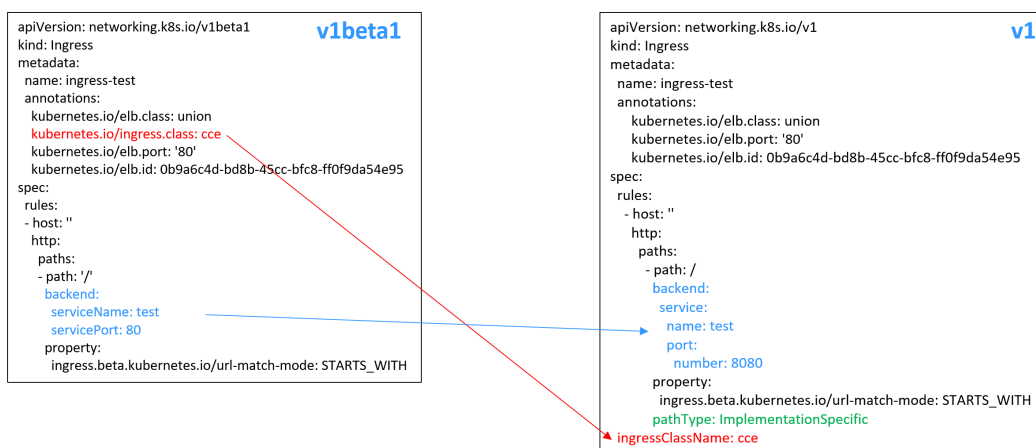 apiVersion: networking.k8s.io/v1beta1
v1beta1
kind: Ingress
metadata:
name: ingress-test
annotations:
kubernetes.io/elb.class: union
kubernetes.io/ingress.class: cce
kubernetes.io/elb.port: '80'
kubernetes.io/elb.id: 0b9a6c4d-bd8b-45cc-bfc8-ff0f9da54e95
spec:
rules:
- host: ''
http:
paths:
- path: '/'
backend:
serviceName: test
servicePort: 80
property:
ingress.beta.kubernetes.io/url-match-mode: STARTS_WITH
apiVersion: networking.k8s.io/v1
v1
kind: Ingress
metadata:
name: ingress-test
annotations:
kubernetes.io/elb.class: union
kubernetes.io/elb.port: '80'
kubernetes.io/elb.id: 0b9a6c4d-bd8b-45cc-bfc8-ff0f9da54e95
spec:
rules:
- host: ''
http:
paths:
- path: /
backend:
service:
name: test
port:
number: 8080
property:
ingress.beta.kubernetes.io/url-match-mode: STARTS_WITH
pathType: ImplementationSpecific
ingressClassName: cce